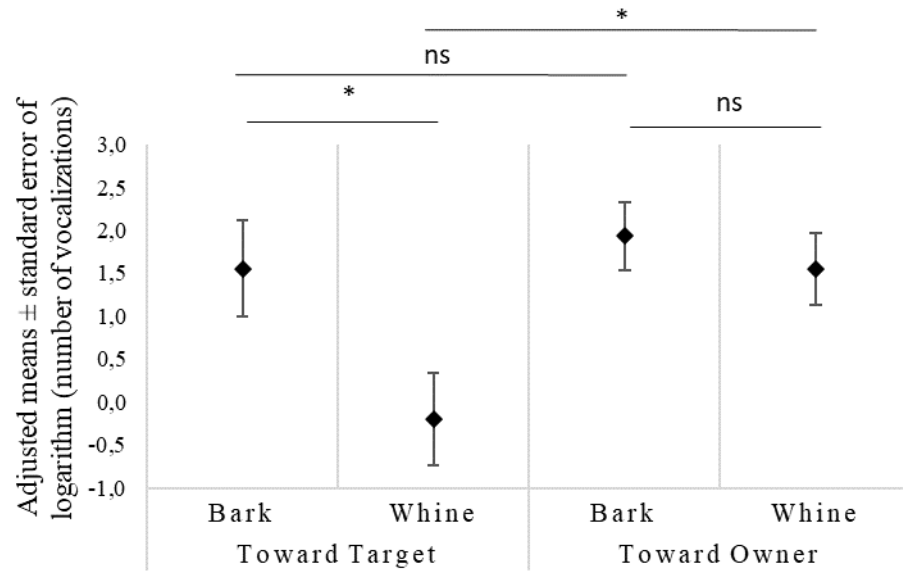 *
ns
*
ns
Adjusted means ± standard error of
logarithm (number of vocalizations)
3,0
2,5
2,0
1,5
1,0
0,5
0,0
-0,5
-1,0
Bark Whine Bark Whine
Toward Target Toward Owner